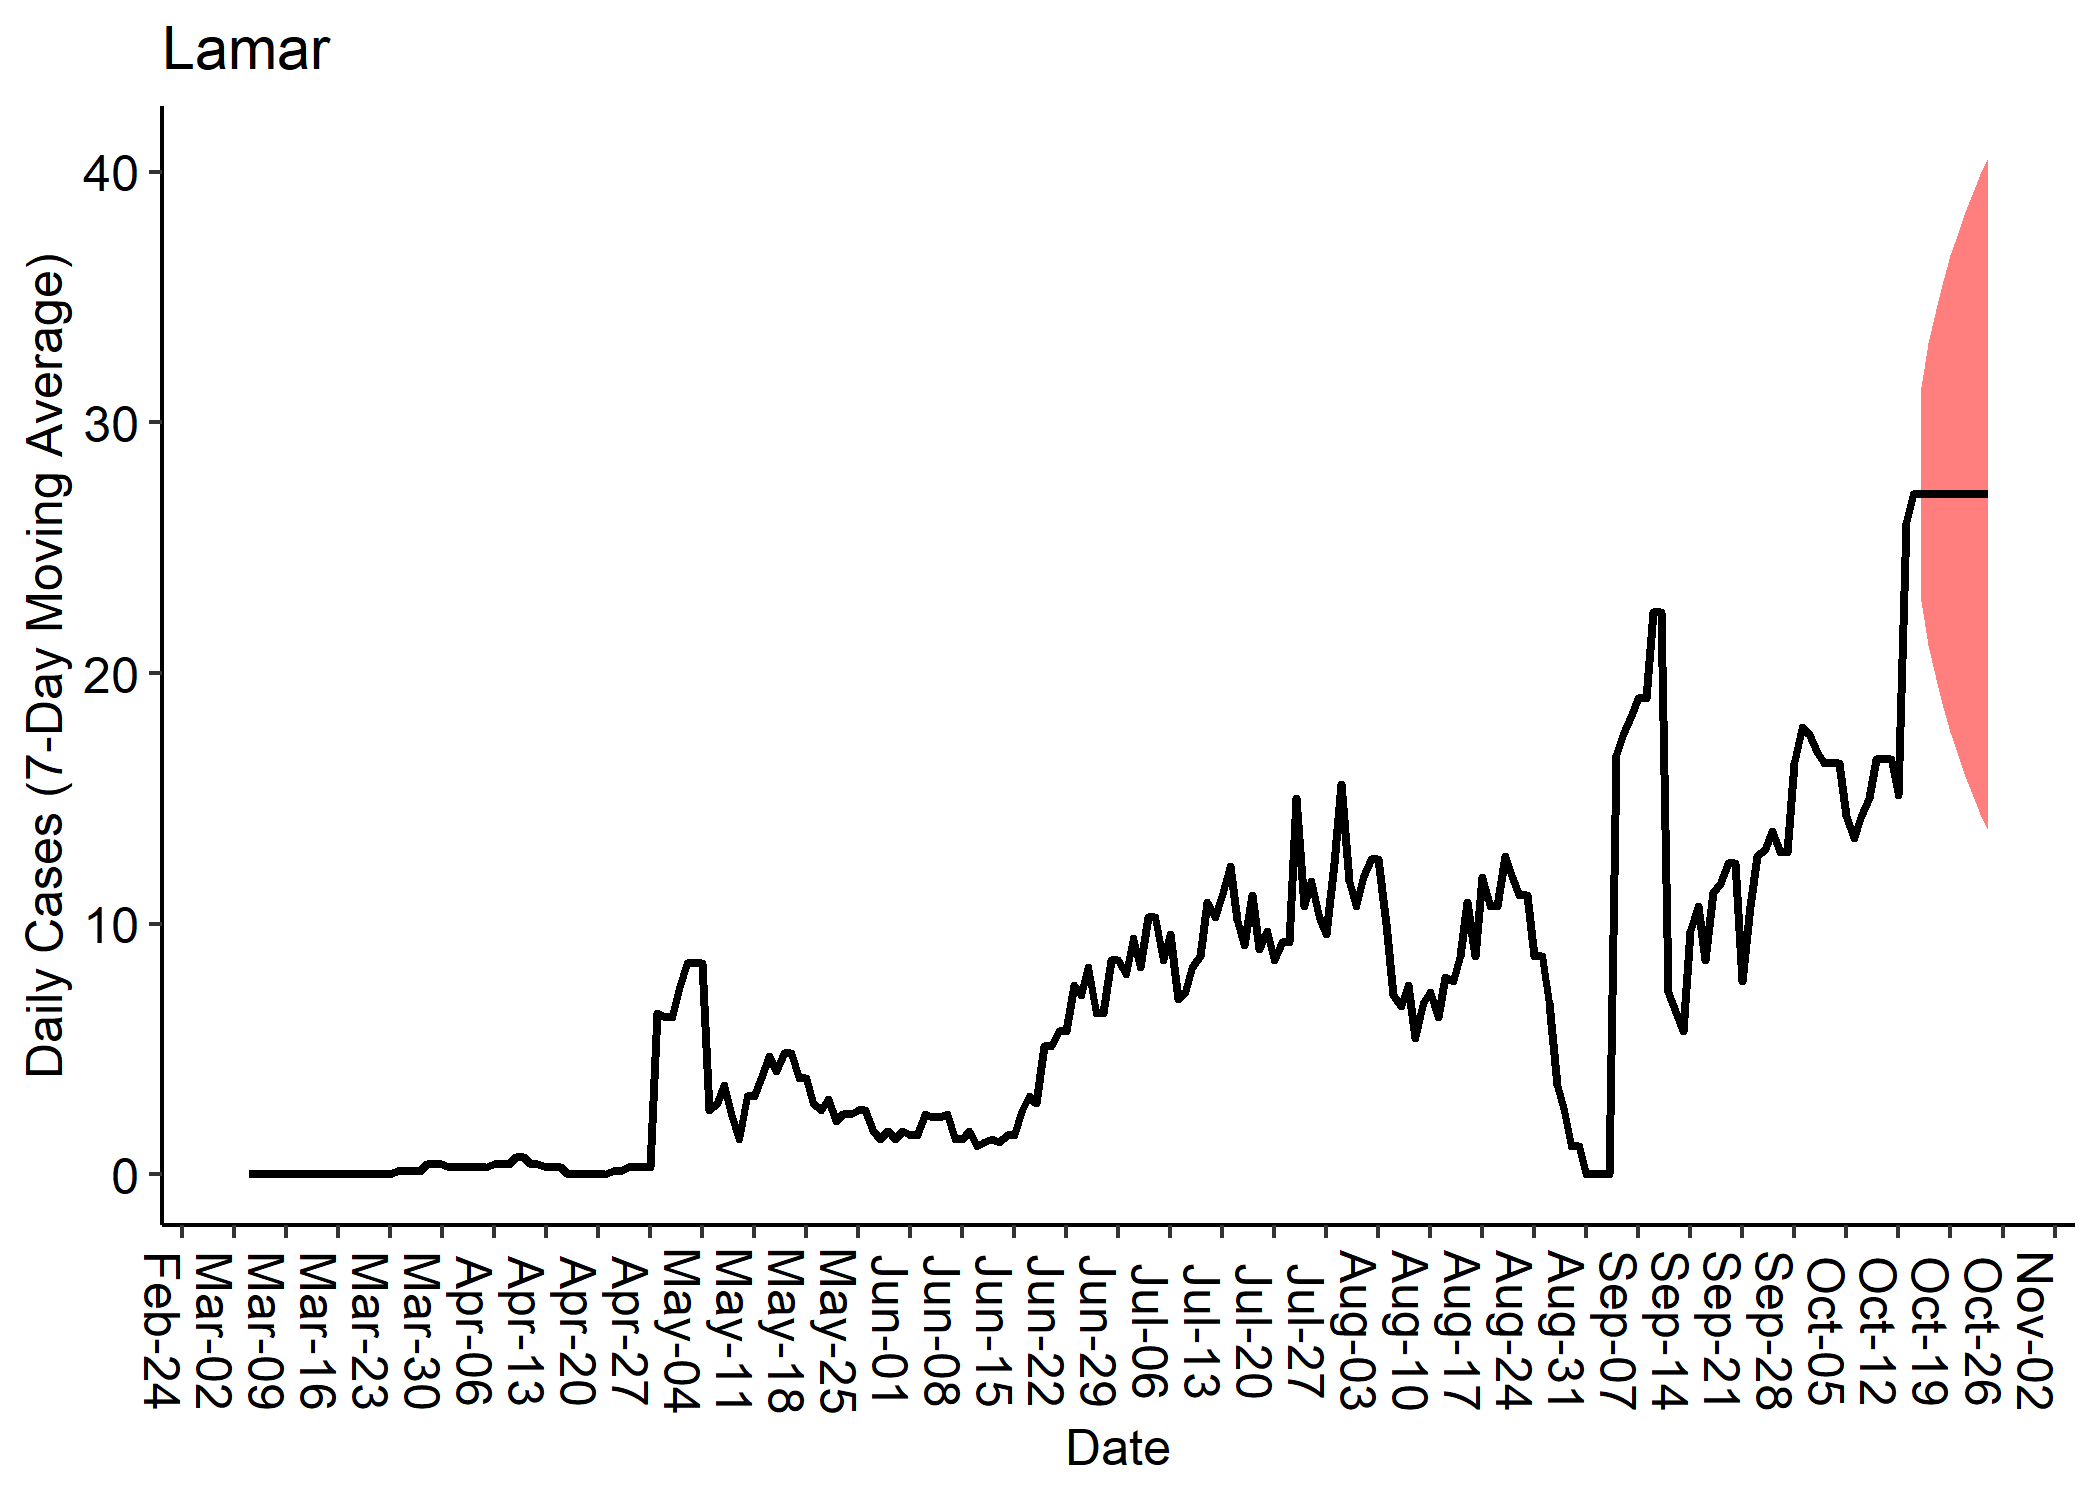 Lamar
Daily Cases (7-Day Moving Average)
40
30
20
10
0
Feb-24
Mar-02
Mar-09
Mar-16
Mar-23
Mar-30
Apr-06
Apr-13
Apr-20
Apr-27
May-04
May-11
May-18
May-25
Jun-01
Jun-08
Jun-15
Jun-22
Jun-29
Jul-06
Jul-13
Jul-20
Jul-27
Aug-03
Aug-10
Aug-17
Aug-24
Aug-31
Sep-07
Sep-14
Sep-21
Sep-28
Oct-05
Oct-12
Oct-19
Oct-26
Nov-02
Date